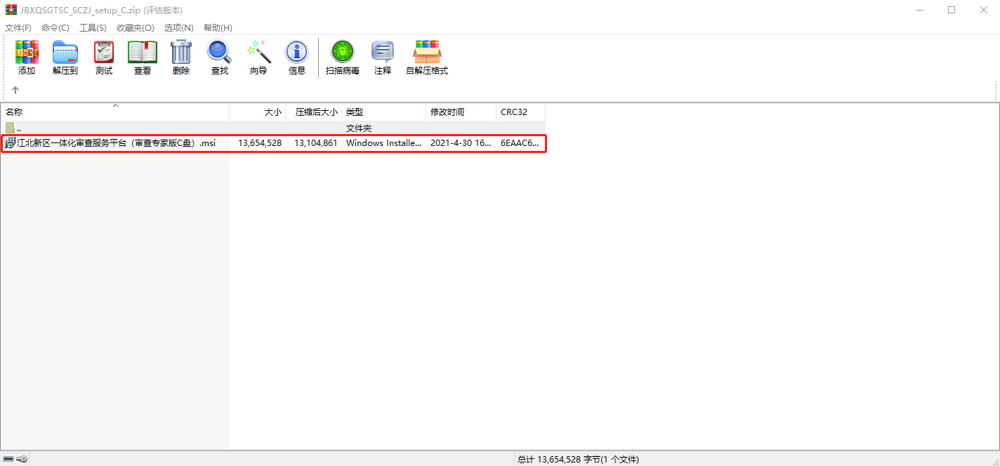 JBXQSGTSC_SCZJ_setup_C.zip (评估版本)
文件(F) 命令(C) 工具(S) 收藏夹(O) 选项(N) 帮助(H)
添加 解压到 测试 查看 删除 查找 向导 信息 扫描病毒 注释 自解压格式
名称 大小 压缩后大小 类型 修改时间 CRC32
.. 文件夹
江北新区一体化审查服务平台（审查专家版C盘）.msi 13,654,528 13,104,861 Windows Installe... 2021-4-30 16... 6EAAC6...
总计 13,654,528 字节(1 个文件)